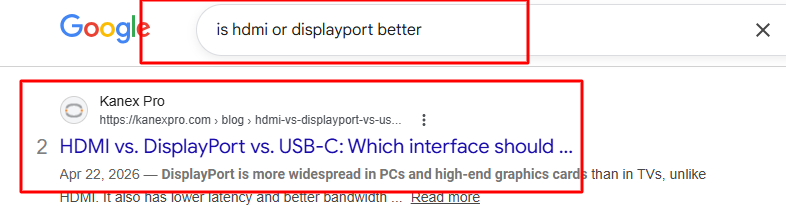 Google
is hdmi or displayport better
Kanex Pro
https://kanexpro.com › blog › hdmi-vs-displayport-vs-us...
2 HDMI vs. DisplayPort vs. USB-C: Which interface should ...
Apr 22, 2026 — DisplayPort is more widespread in PCs and high-end graphics cards than in TVs, unlike
HDMI. It also has lower latency and better bandwidth ... Read more